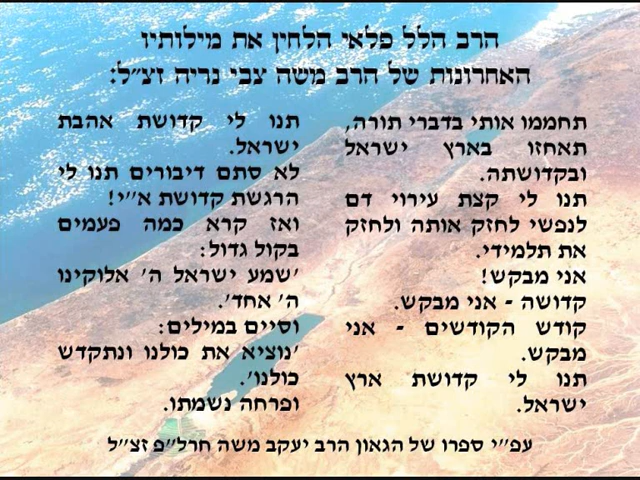 הרב הלל פלאי הלחין את מילותיו
האחרונות של הרב משה צבי נריה זצ"ל:
תחממו אותי בדברי תורה,
תאחזו בארץ ישראל
ובקדושתה.
תנו לי קצת עירוי דם
לנפשי לחזק אותה ולחזק
את תלמידי.
אני מבקש!
קדושה - אני מבקש.
קודש הקודשים - אני
מבקש.
תנו לי קדושת ארץ
ישראל.
תנו לי קדושת אהבת
ישראל.
לא סתם דיבורים תנו לי
הרגשת קדושת א"י!
ואז קרא כמה פעמים
בקול גדול:
'שמע ישראל ה' אלוקינו
ה' אחד'.
וסיים במילים:
'נוציא את כולנו ונתקדש
כולנו'.
ופרחה נשמתו.
עפ"י ספרו של הגאון הרב יעקב משה חרל"פ זצ"ל